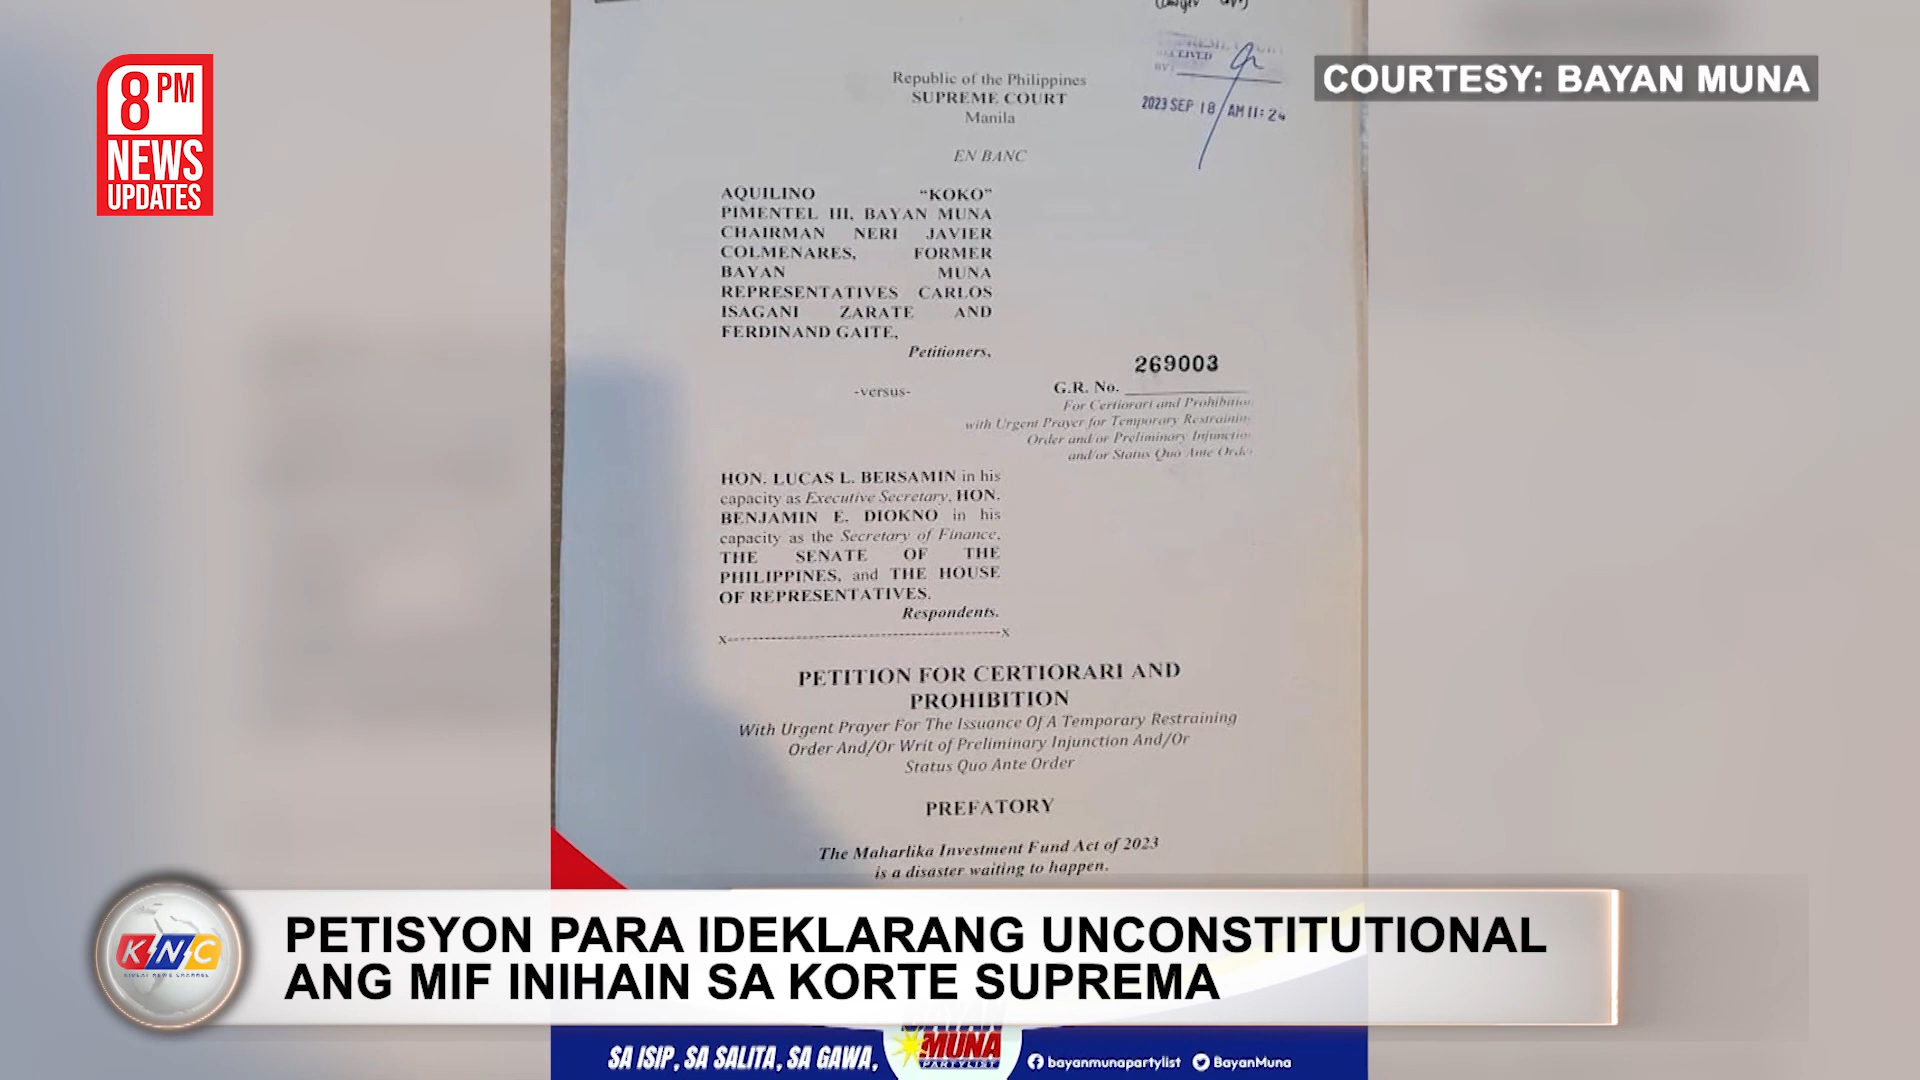 8 PM
NEWS
UPDATES
COURTESY: BAYAN MUNA
RECEIVED
BY:
2023 SEP 18 AM 11:24
Republic of the Philippines
SUPREME COURT
Manila
EN BANC
AQUILINO “KOKO”
PIMENTEL III, BAYAN MUNA
CHAIRMAN NERI JAVIER
COLMENARES, FORMER
BAYAN MUNA
REPRESENTATIVES CARLOS
ISAGANI ZARATE AND
FERDINAND GAITE,
Petitioners,
-versus-
269003
G.R. No.
For Certiorari and Prohibition
with Urgent Prayer for Temporary Restraining
Order and/or Preliminary Injunction
and/or Status Quo Ante Order
HON. LUCAS L. BERSAMIN in his
capacity as Executive Secretary, HON.
BENJAMIN E. DIOKNO in his
capacity as the Secretary of Finance,
THE SENATE OF THE
PHILIPPINES, and THE HOUSE
OF REPRESENTATIVES.
Respondents.
x---------------------------------------------x
PETITION FOR CERTIORARI AND
PROHIBITION
With Urgent Prayer For The Issuance Of A Temporary Restraining
Order And/Or Writ of Preliminary Injunction And/Or
Status Quo Ante Order
PREFATORY
The Maharlika Investment Fund Act of 2023
is a disaster waiting to happen.
KNC
PETISYON PARA IDEKLARANG UNCONSTITUTIONAL
ANG MIF INIHAIN SA KORTE SUPREMA
SA ISIP, SA SALITA, SA GAWA,
BAYAN
MUNA
PARTYLIST
bayanmunapartylist
BayanMuna